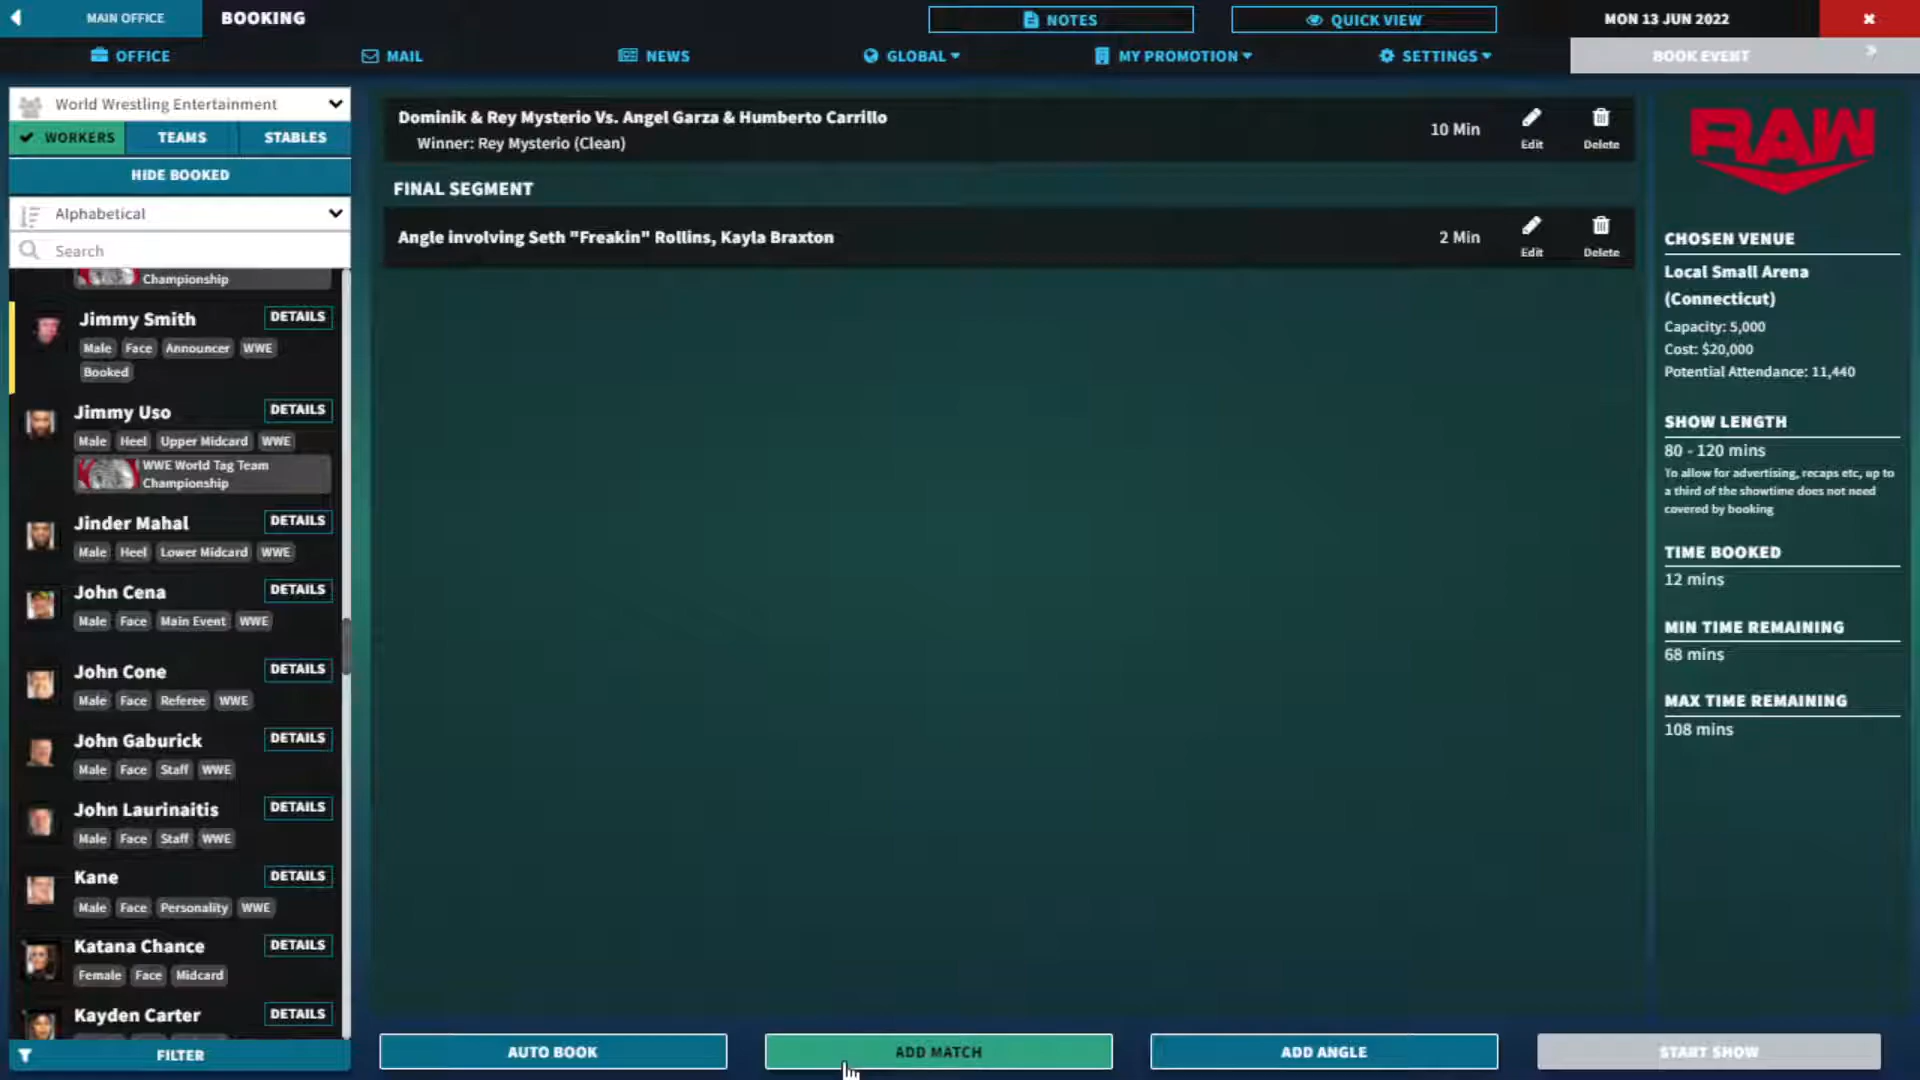 MAIN OFFICE
BOOKING
NOTES
QUICK VIEW
MON 13 JUN 2022
OFFICE
MAIL
NEWS
GLOBAL
MY PROMOTION
SETTINGS
BOOK EVENT
World Wrestling Entertainment
WORKERS
TEAMS
STABLES
HIDE BOOKED
Alphabetical
Search
Championship
Jimmy Smith
DETAILS
Male Face Announcer WWE
Booked
Jimmy Uso
DETAILS
Male Heel Upper Midcard WWE
WWE World Tag Team
Championship
Jinder Mahal
DETAILS
Male Heel Lower Midcard WWE
John Cena
DETAILS
Male Face Main Event WWE
John Cone
DETAILS
Male Face Referee WWE
John Gaburick
DETAILS
Male Face Staff WWE
John Laurinaitis
DETAILS
Male Face Staff WWE
Kane
DETAILS
Male Face Personality WWE
Katana Chance
DETAILS
Female Face Midcard
Kayden Carter
DETAILS
FILTER
Dominik & Rey Mysterio Vs. Angel Garza & Humberto Carrillo
Winner: Rey Mysterio (Clean)
10 Min
Edit
Delete
FINAL SEGMENT
Angle involving Seth "Freakin" Rollins, Kayla Braxton
2 Min
Edit
Delete
AUTO BOOK
ADD MATCH
ADD ANGLE
START SHOW
RAW
CHOSEN VENUE
Local Small Arena
(Connecticut)
Capacity: 5,000
Cost: $20,000
Potential Attendance: 11,440
SHOW LENGTH
80 - 120 mins
To allow for advertising, recaps etc, up to
a third of the showtime does not need
covered by booking
TIME BOOKED
12 mins
MIN TIME REMAINING
68 mins
MAX TIME REMAINING
108 mins